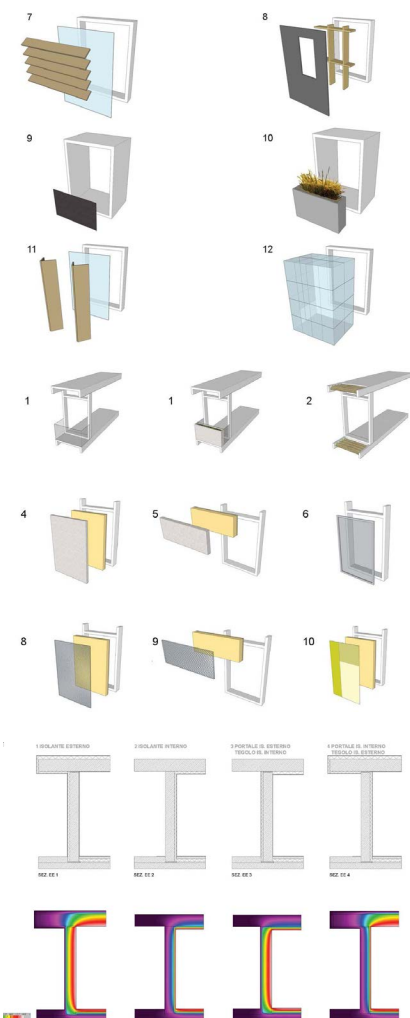 7
8
9
10
11
12
1
1
2
4
5
6
8
9
10
1 ISOLANTE ESTERNO
2 ISOLANTE INTERNO
3 PORTALE IS. ESTERNO
TEGOLO IS. INTERNO
4 PORTALE IS. INTERNO
TEGOLO IS. ESTERNO
SEZ. EE 1
SEZ. EE 2
SEZ. EE 3
SEZ. EE 4